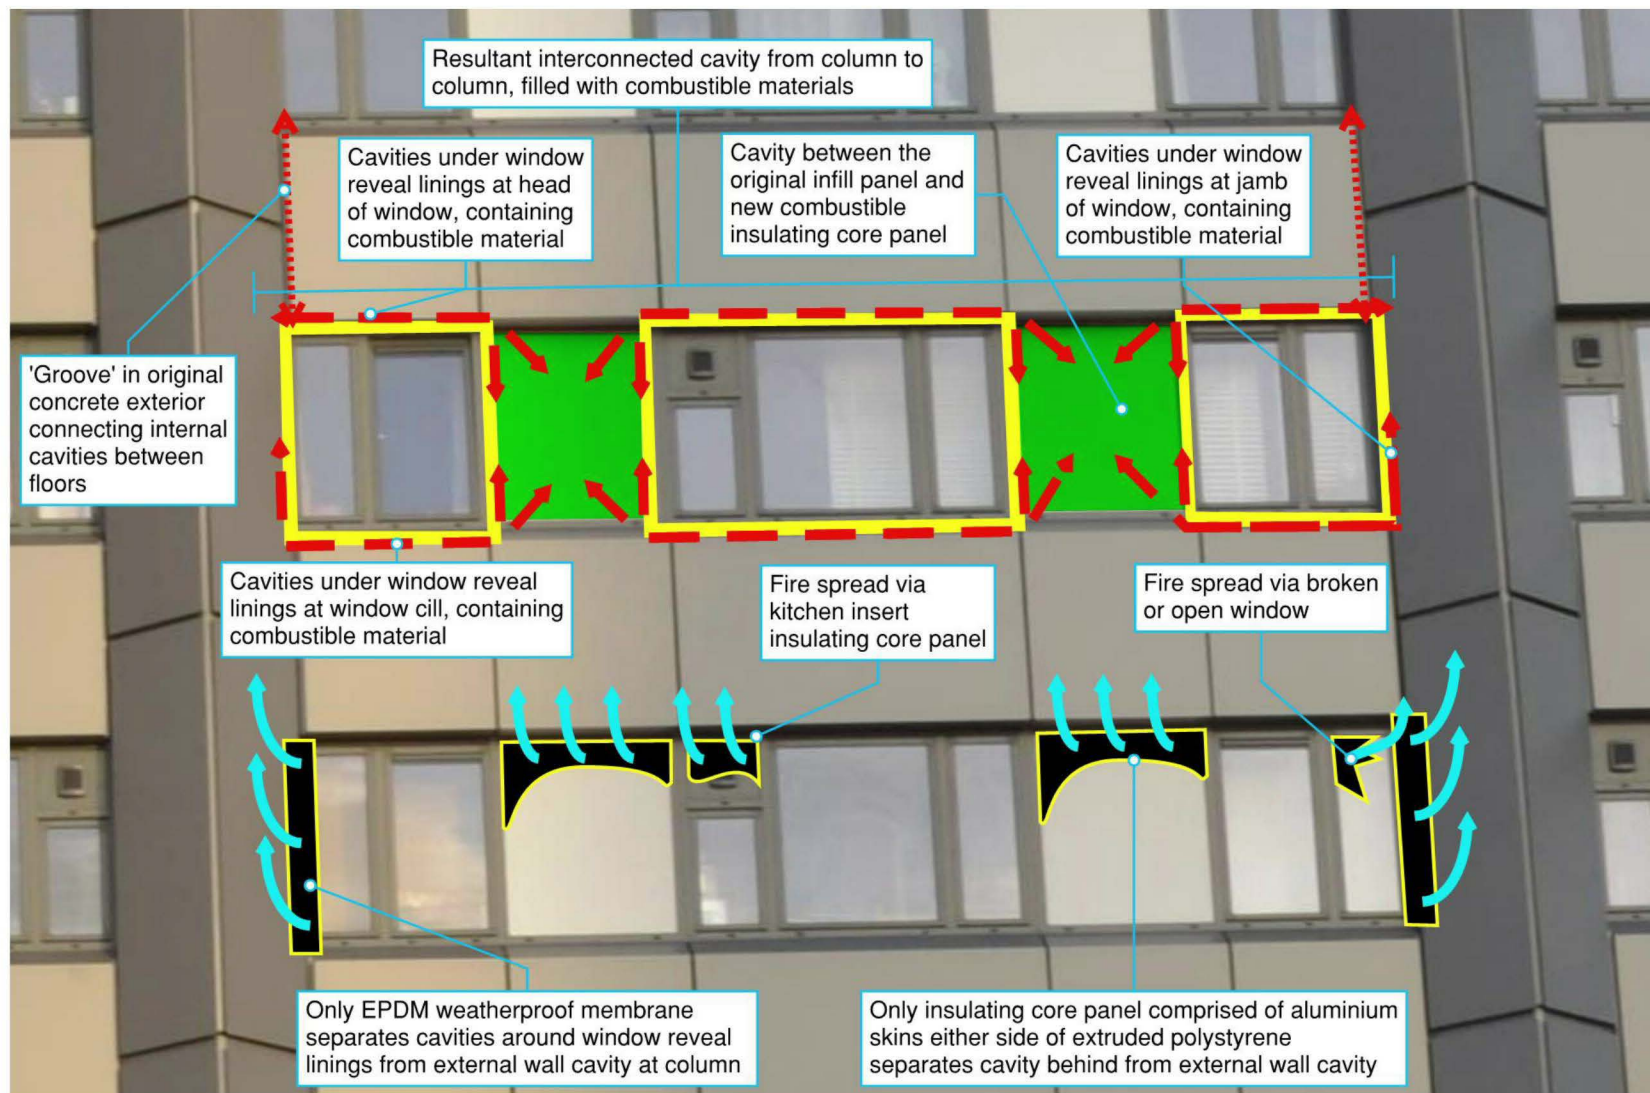 Resultant interconnected cavity from column to
column, filled with combustible materials
Cavities under window
reveal linings at head
of window, containing
combustible material
Cavity between the
original infill panel and
new combustible
insulating core panel
Cavities under window
reveal linings at jamb
of window, containing
combustible material
'Groove' in original
concrete exterior
connecting internal
cavities between
floors
Cavities under window reveal
linings at window cill, containing
combustible material
Fire spread via
kitchen insert
insulating core panel
Fire spread via broken
or open window
Only EPDM weatherproof membrane
separates cavities around window reveal
linings from external wall cavity at column
Only insulating core panel comprised of aluminium
skins either side of extruded polystyrene
separates cavity behind from external wall cavity